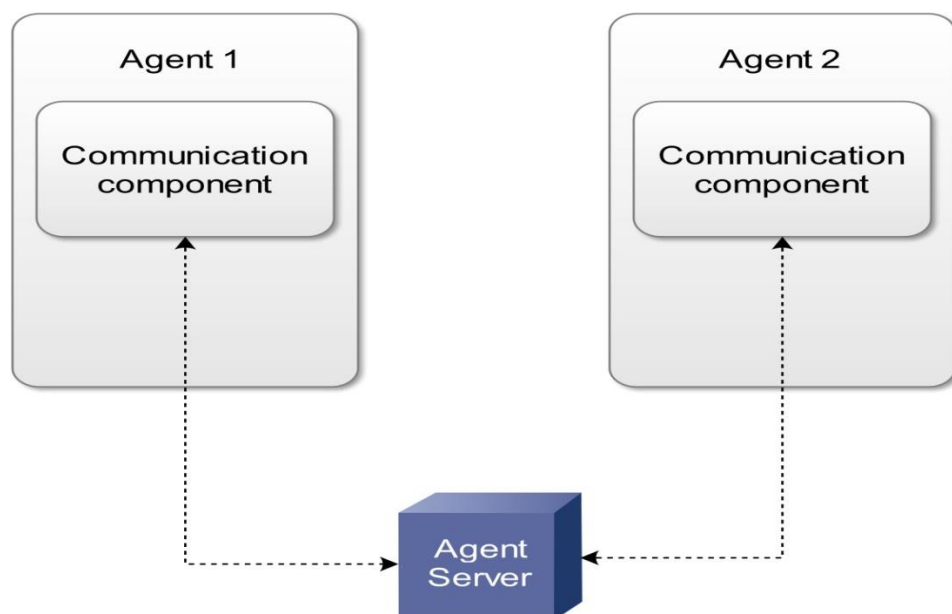 Agent 1
Communication
component
Agent 2
Communication
component
Agent
Server